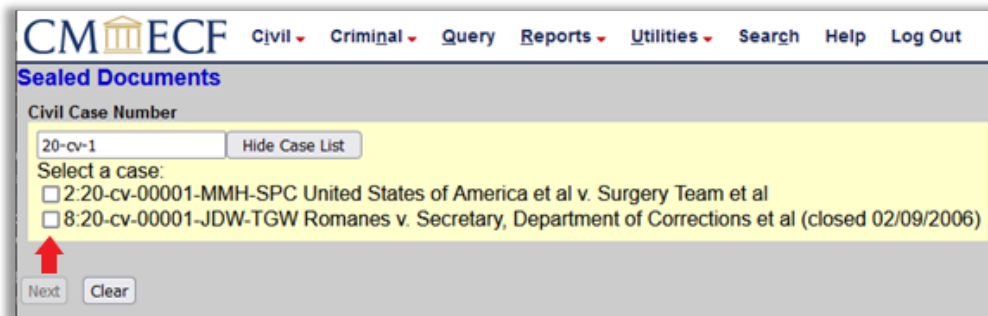 CM ECF Civil Criminal Query Reports Utilities Search Help Log Out
Sealed Documents
Civil Case Number
20-cv-1 Hide Case List
Select a case:
2:20-cv-00001-MMH-SPC United States of America et al v. Surgery Team et al
8:20-cv-00001-JDW-TGW Romanes v. Secretary, Department of Corrections et al (closed 02/09/2006)
Next Clear